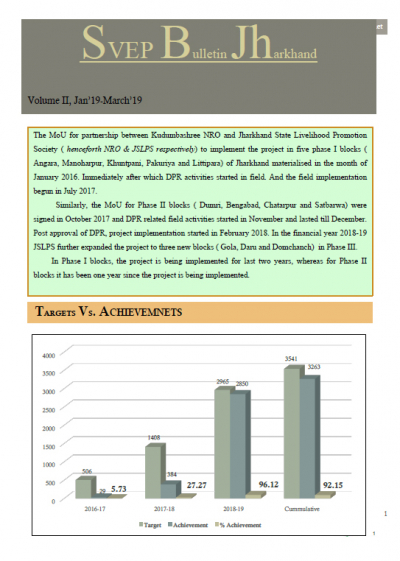 et
SVEP Bulletin Jharkhand
Volume II, Jan'19-March'19
The MoU for partnership between Kudumbashree NRO and Jharkhand State Livelihood Promotion
Society ( henceforth NRO & JSLPS respectively) to implement the project in five phase I blocks (
Angara, Manoharpur, Khuntpani, Pakuriya and Littipara) of Jharkhand materialised in the month of
January 2016. Immediately after which DPR activities started in field. And the field implementation
begun in July 2017.
Similarly, the MoU for Phase II blocks ( Dumri, Bengabad, Chatarpur and Satbarwa) were
signed in October 2017 and DPR related field activities started in November and lasted till December.
Post approval of DPR, project implementation started in February 2018. In the financial year 2018-19
JSLPS further expanded the project to three new blocks ( Gola, Daru and Domchanch) in Phase III.
In Phase I blocks, the project is being implemented for last two years, whereas for Phase II
blocks it has been one year since the project is being implemented.
TARGETS VS. ACHIEVEMNETS
4000
3500
3000
2500
2000
1500
1000
500
0
506
29
5.73
1408
384
27.27
2965
2850
96.12
3541
3263
92.15
2016-17
2017-18
2018-19
Cummulative
Target
Achievement
% Achievement
1